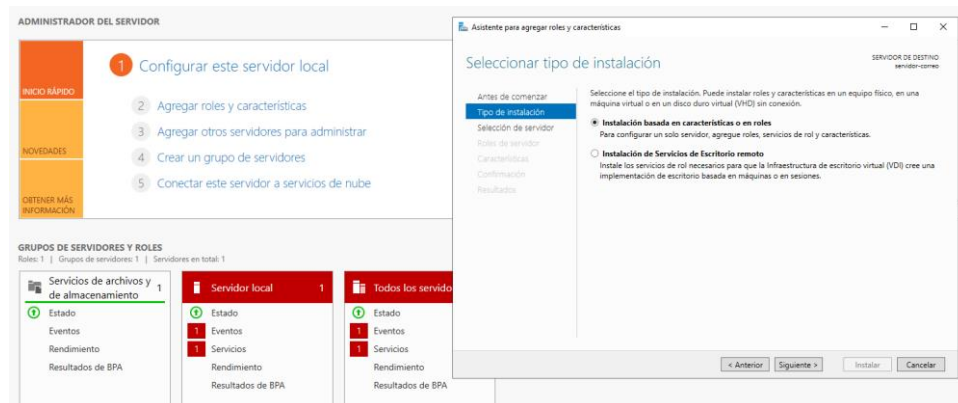 ADMINISTRADOR DEL SERVIDOR
INICIO RÁPIDO
NOVEDADES
OBTENER MÁS
INFORMACIÓN
1 Configurar este servidor local
2 Agregar roles y características
3 Agregar otros servidores para administrar
4 Crear un grupo de servidores
5 Conectar este servidor a servicios de nube
GRUPOS DE SERVIDORES Y ROLES
Roles: 1 | Grupos de servidores: 1 | Servidores en total: 1
Servicios de archivos y
de almacenamiento 1
Estado
Eventos
Rendimiento
Resultados de BPA
Servidor local 1
Estado
1 Eventos
1 Servicios
Rendimiento
Resultados de BPA
Todos los servido
Estado
1 Eventos
1 Servicios
Rendimiento
Resultados de BPA
Asistente para agregar roles y características
Seleccionar tipo de instalación
SERVIDOR DE DESTINO
servidor-correo
Antes de comenzar
Tipo de instalación
Selección de servidor
Roles de servidor
Características
Confirmación
Resultados
Seleccione el tipo de instalación. Puede instalar roles y características en un equipo físico, en una
máquina virtual o en un disco duro virtual (VHD) sin conexión.
Instalación basada en características o en roles
Para configurar un solo servidor, agregue roles, servicios de rol y características.
Instalación de Servicios de Escritorio remoto
Instale los servicios de rol necesarios para que la Infraestructura de escritorio virtual (VDI) cree una
implementación de escritorio basada en máquinas o en sesiones.
< Anterior
Siguiente >
Instalar
Cancelar